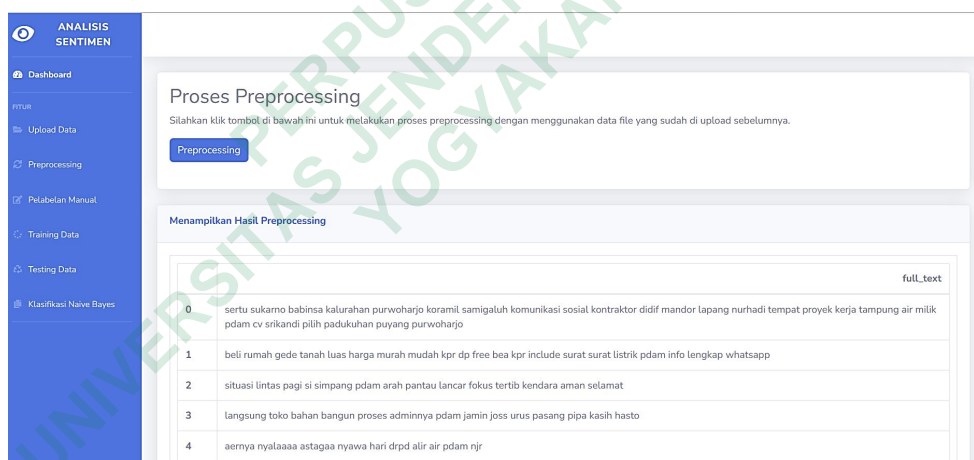 ANALISIS
SENTIMEN
Dashboard
FITUR
Upload Data
Preprocessing
Pelabelan Manual
Training Data
Testing Data
Klasifikasi Naive Bayes
Proses Preprocessing
Silahkan klik tombol di bawah ini untuk melakukan proses preprocessing dengan menggunakan data file yang sudah di upload sebelumnya.
Preprocessing
Menampilkan Hasil Preprocessing
full_text
0 sertu sukarno babinsa kalurahan purwoharjo koramil samigaluh komunikasi sosial kontraktor didif mandor lapang nurhadi tempat proyek kerja tampung air milik
pdam cv srikandi pilih padukuhan puyang purwoharjo
1 beli rumah gede tanah luas harga murah mudah kpr dp free bea kpr include surat surat listrik pdam info lengkap whatsapp
2 situasi lintas pagi si simpang pdam arah pantau lancar fokus tertib kendara aman selamat
3 langsung toko bahan bangun proses adminnya pdam jamin joss urus pasang pipa kasih hasto
4 aernya nyalaaaa astagaa nyawa hari drpd alir air pdam njr
UNIVERSITAS JENDE
YOGYAKA